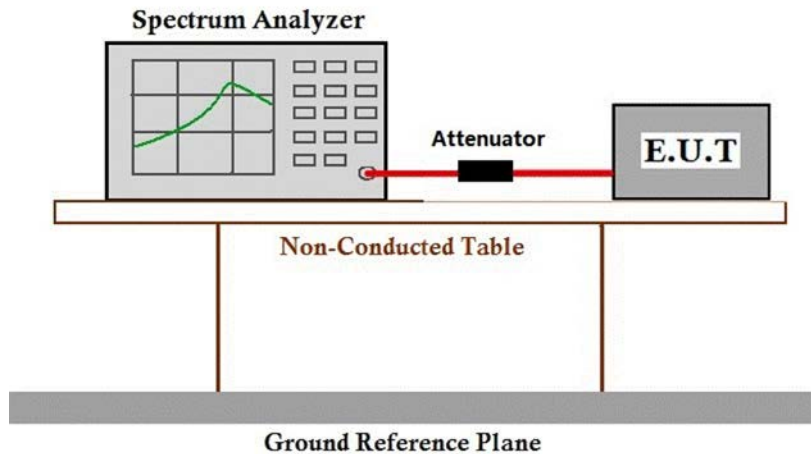 Spectrum Analyzer
Attenuator
E.U.T
Non-Conducted Table
Ground Reference Plane